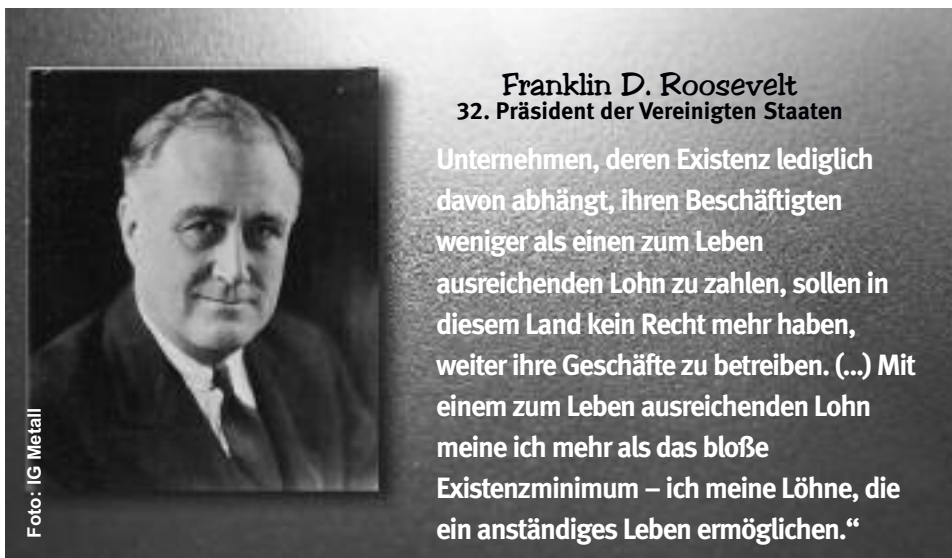 Franklin D. Roosevelt
32. Präsident der Vereinigten Staaten
Unternehmen, deren Existenz lediglich
davon abhängt, ihren Beschäftigten
weniger als einen zum Leben
ausreichenden Lohn zu zahlen, sollen in
diesem Land kein Recht mehr haben,
weiter ihre Geschäfte zu betreiben. (...) Mit
einem zum Leben ausreichenden Lohn
meine ich mehr als das bloße
Existenzminimum – ich meine Löhne, die
ein anständiges Leben ermöglichen.“
Foto: IG Metall